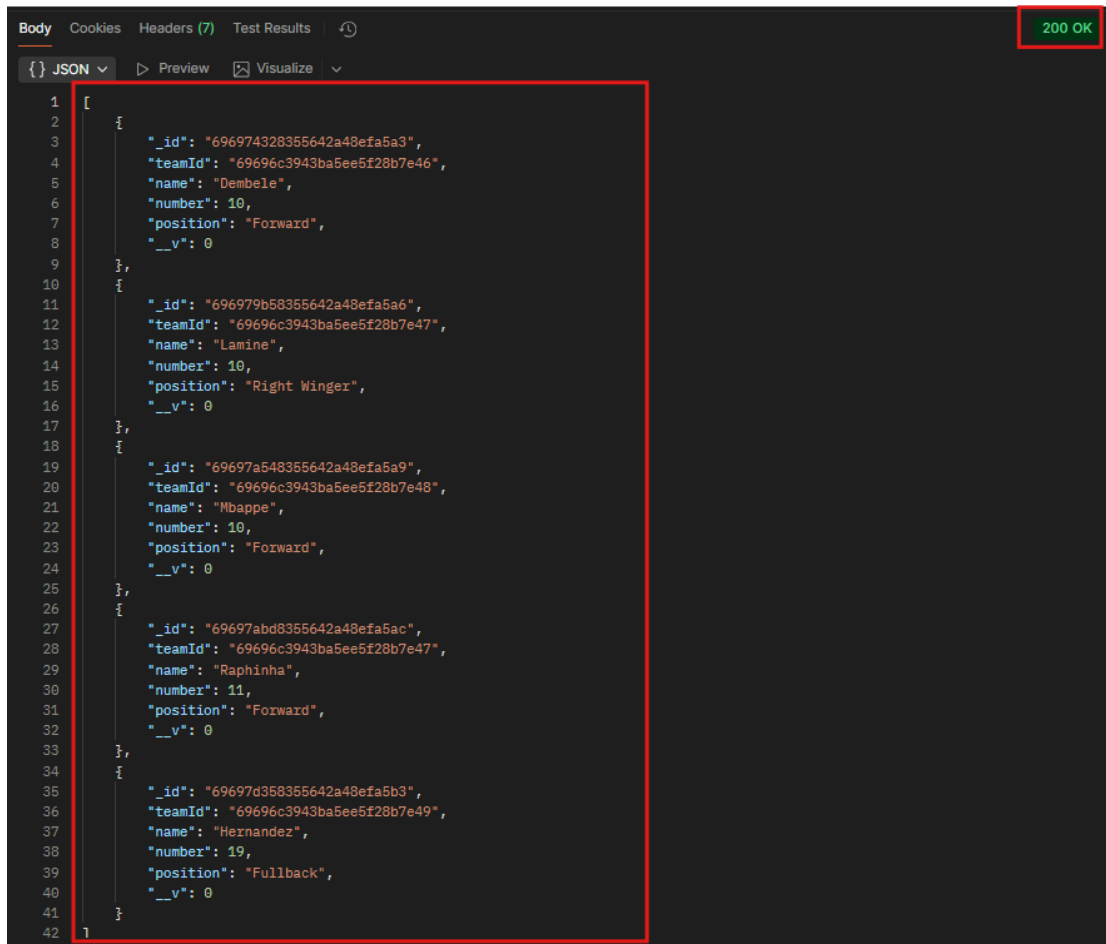 Body Cookies Headers (7) Test Results 200 OK
{} JSON Preview Visualize
1 [
2 {
3 "_id": "696974328355642a48efa5a3",
4 "teamId": "69696c3943ba5ee5f28b7e46",
5 "name": "Dembele",
6 "number": 10,
7 "position": "Forward",
8 "__v": 0
9 },
10 {
11 "_id": "696979b58355642a48efa5a6",
12 "teamId": "69696c3943ba5ee5f28b7e47",
13 "name": "Lamine",
14 "number": 10,
15 "position": "Right Winger",
16 "__v": 0
17 },
18 {
19 "_id": "69697a548355642a48efa5a9",
20 "teamId": "69696c3943ba5ee5f28b7e48",
21 "name": "Mbappe",
22 "number": 10,
23 "position": "Forward",
24 "__v": 0
25 },
26 {
27 "_id": "69697abd8355642a48efa5ac",
28 "teamId": "69696c3943ba5ee5f28b7e47",
29 "name": "Raphinha",
30 "number": 11,
31 "position": "Forward",
32 "__v": 0
33 },
34 {
35 "_id": "69697d358355642a48efa5b3",
36 "teamId": "69696c3943ba5ee5f28b7e49",
37 "name": "Hernandez",
38 "number": 19,
39 "position": "Fullback",
40 "__v": 0
41 }
42 ]